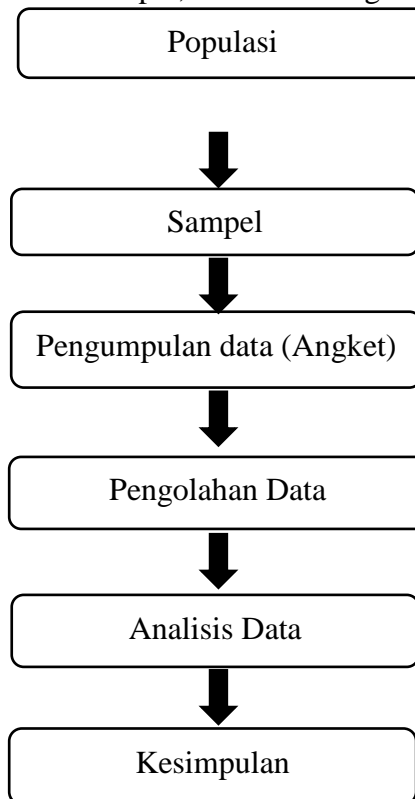 Populasi
Sampel
Pengumpulan data (Angket)
Pengolahan Data
Analisis Data
Kesimpulan